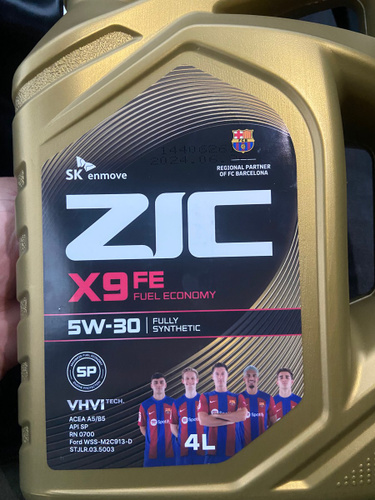 SK enmove
REGIONAL PARTNER
OF FC BARCELONA
ZIC
X9 FE
FUEL ECONOMY
5W-30
FULLY
SYNTHETIC
SP
VHVI TECH.
ACEA A5/B5
API SP
RN 0700
Ford WSS-M2C913-D
STJLR.03.5003
4L